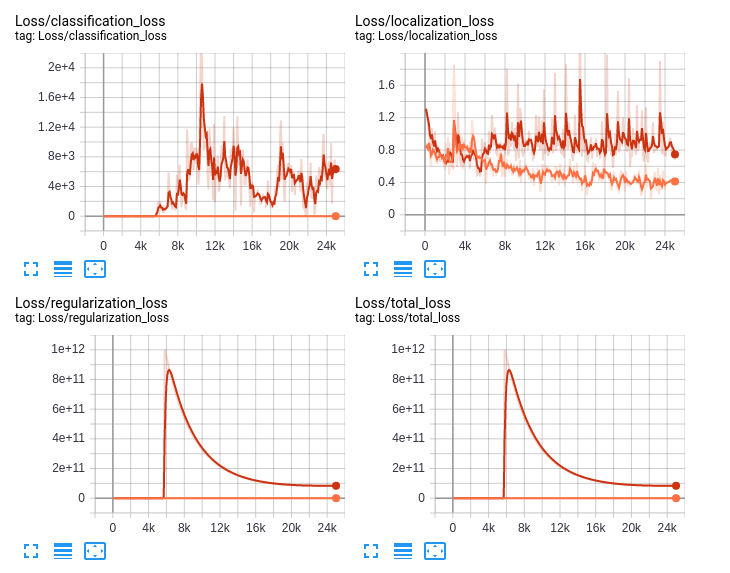 Loss/classification_loss
tag: Loss/classification_loss
2e+4
1.6e+4
1.2e+4
8e+3
4e+3
0
0 4k 8k 12k 16k 20k 24k
Loss/localization_loss
tag: Loss/localization_loss
1.6
1.2
0.8
0.4
0
0 4k 8k 12k 16k 20k 24k
Loss/regularization_loss
tag: Loss/regularization_loss
1e+12
8e+11
6e+11
4e+11
2e+11
0
0 4k 8k 12k 16k 20k 24k
Loss/total_loss
tag: Loss/total_loss
1e+12
8e+11
6e+11
4e+11
2e+11
0
0 4k 8k 12k 16k 20k 24k